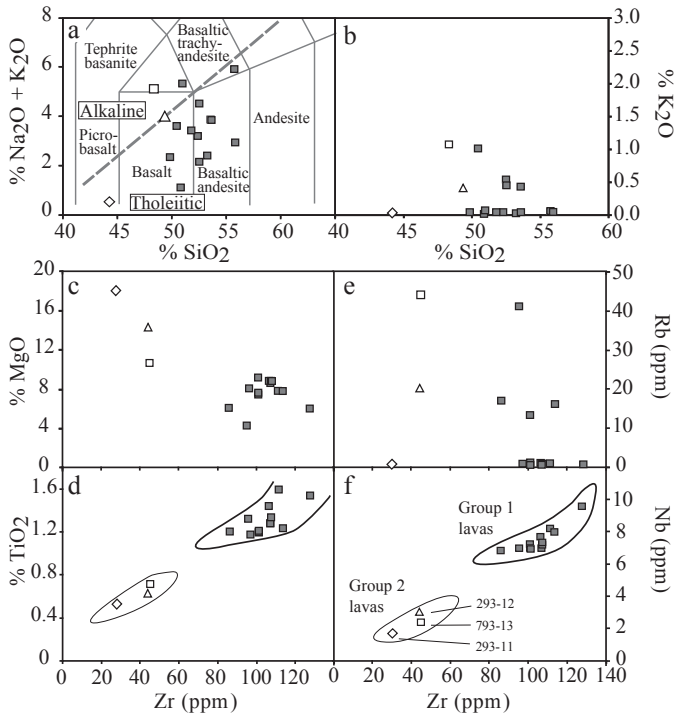 8
6
4
2
0
% Na2O + K2O
a
Tephrite
basanite
Basaltic
trachy-
andesite
Alkaline
Picro-
basalt
Basalt
Basaltic
andesite
Andesite
Tholeiitic
40
45
50
55
60
% SiO2
b
3.0
2.5
2.0
1.5
1.0
0.5
0.0
% K2O
40
45
50
55
60
% SiO2
c
20
16
12
8
4
0
% MgO
e
50
40
30
20
10
0
Rb (ppm)
d
1.6
1.2
0.8
0.4
0
% TiO2
0
20
40
60
80
100
120
Zr (ppm)
f
Group 1
lavas
Group 2
lavas
293-12
793-13
293-11
10
8
6
4
2
0
Nb (ppm)
0
20
40
60
80
100
120
140
Zr (ppm)